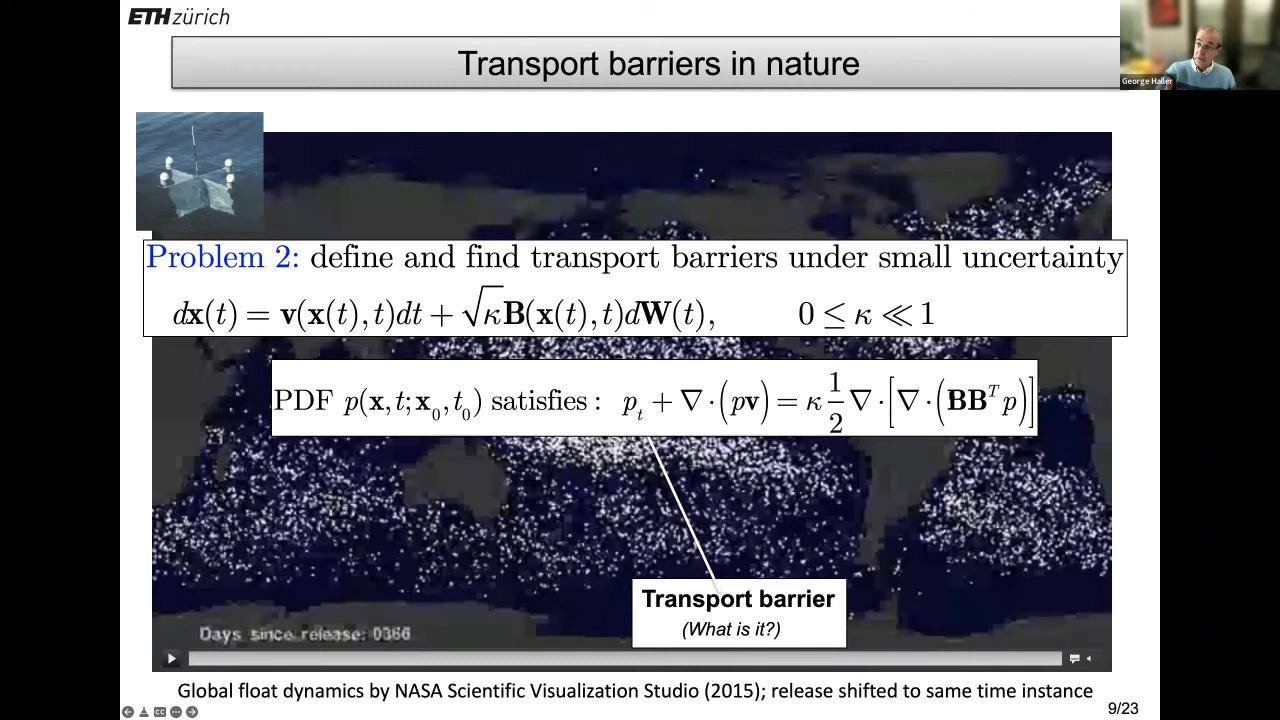 ETH zürich
Transport barriers in nature
George Haller
Problem 2: define and find transport barriers under small uncertainty
dx(t) = v(x(t), t)dt + √κB(x(t), t)dW(t), 0 ≤ κ ≪ 1
PDF p(x, t; x₀, t₀) satisfies: p_t + ∇·(pv) = κ 1/2 ∇·[∇·(BBᵀp)]
Transport barrier
(What is it?)
Days since release: 0366
Global float dynamics by NASA Scientific Visualization Studio (2015); release shifted to same time instance
CC
9/23